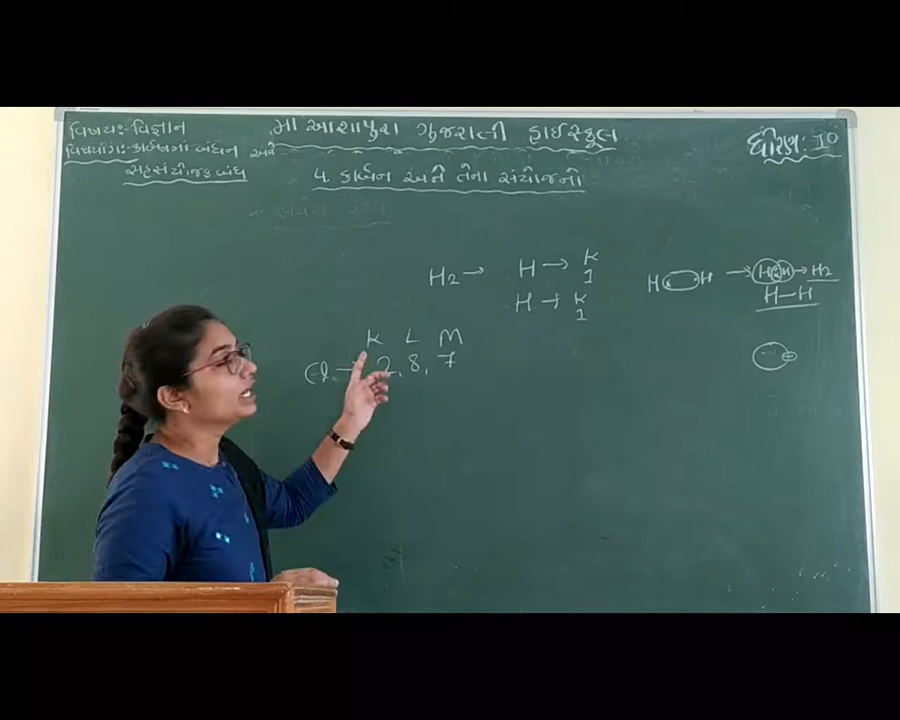 વિષય:-વિજ્ઞાન
મા આશાપુરા ગુજરાતી હાઈસ્કૂલ
ધોરણ: 10
વિષયાંગ:-કાર્બનમાં બંધન અને
સહસંયોજક બંધ
4. કાર્બન અને તેના સંયોજનો
H2 → H → K
1
H → K
1
H H → H H → H2
H—H
K L M
Cl → 2, 8, 7